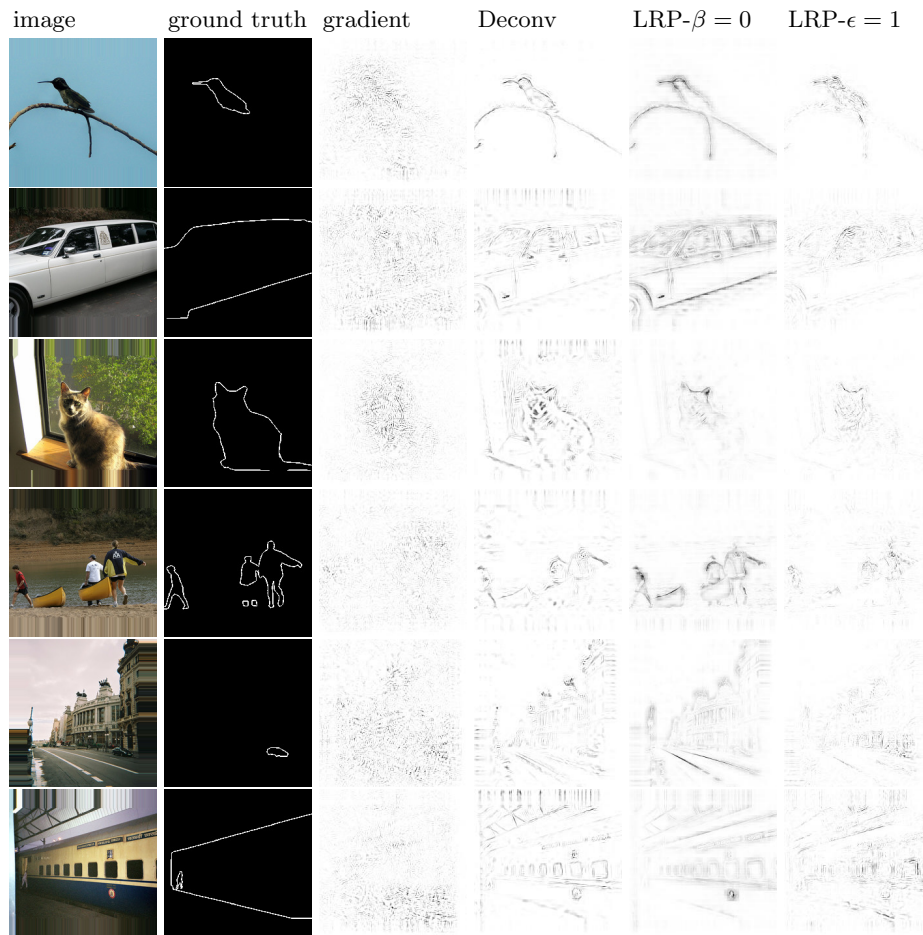 image ground truth gradient Deconv LRP-β = 0 LRP-ϵ = 1